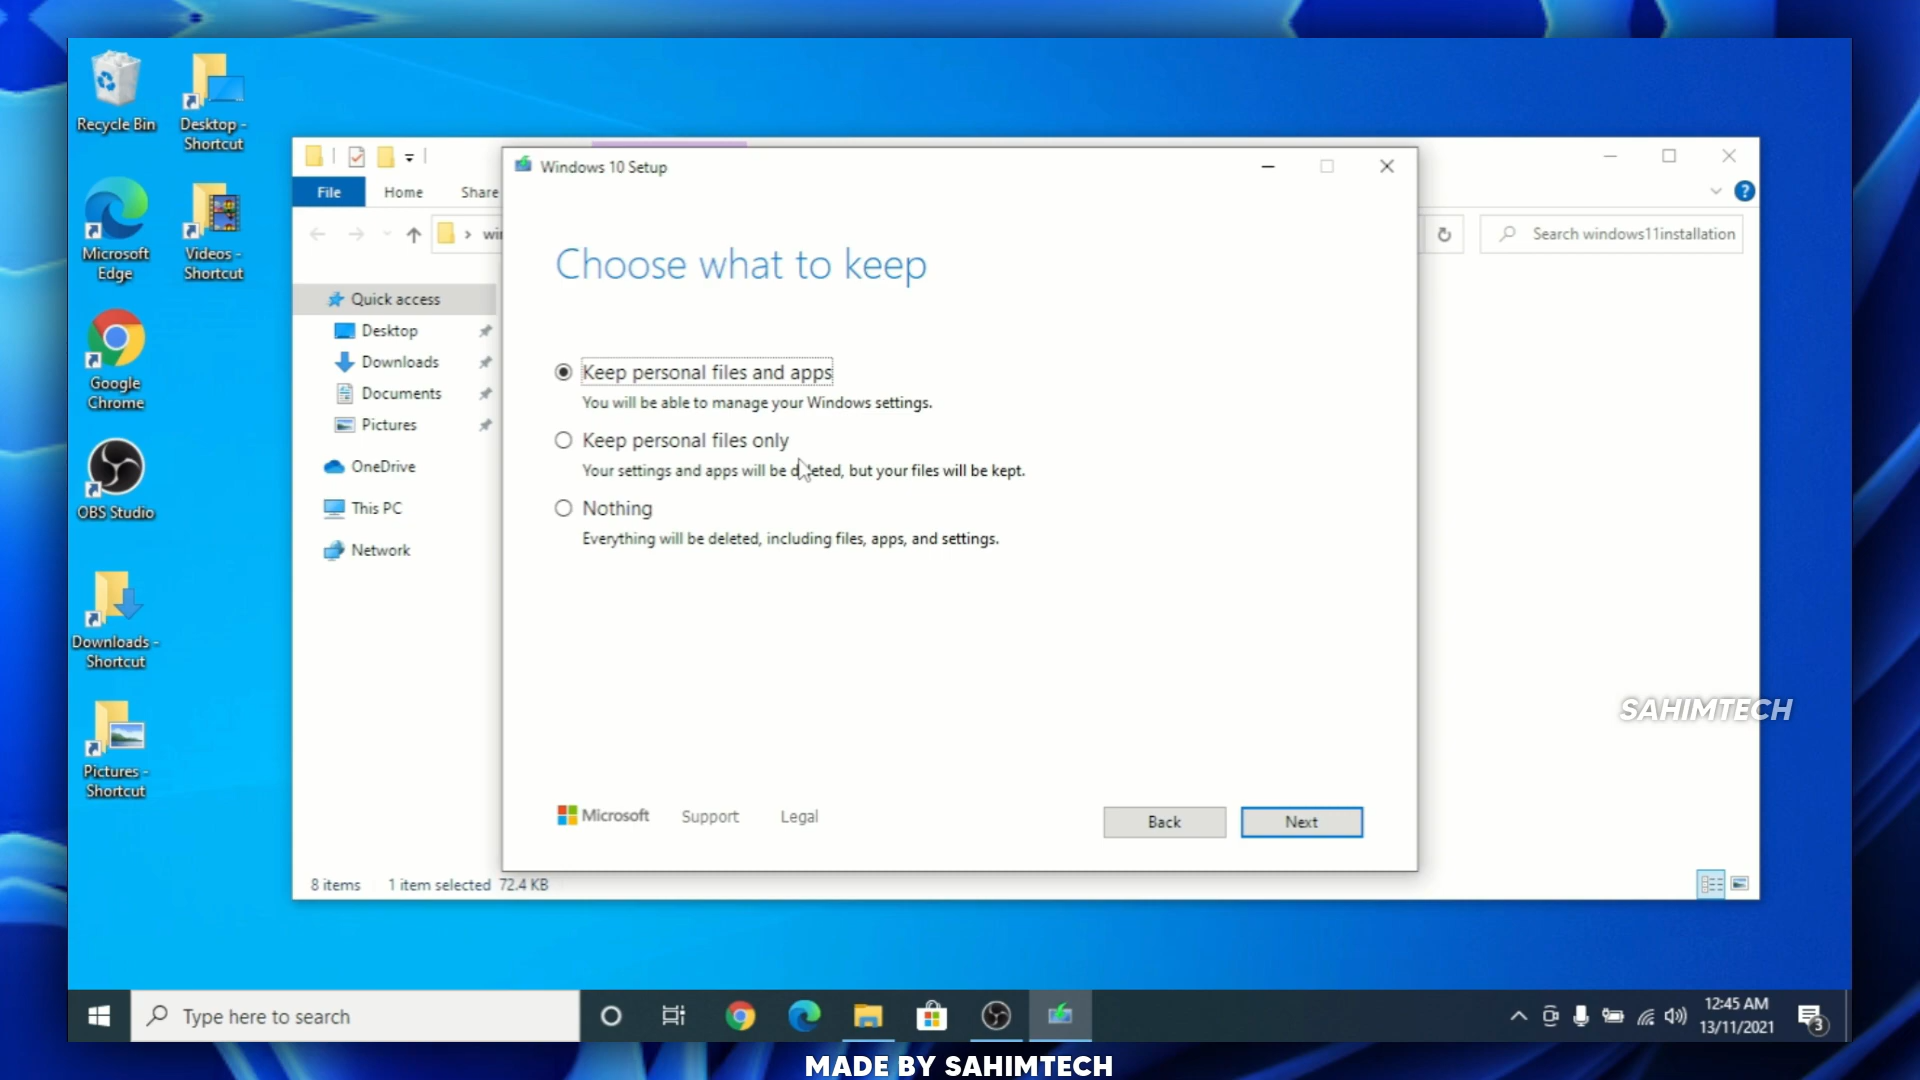 Recycle Bin
Desktop -
Shortcut
Microsoft
Edge
Videos -
Shortcut
Google
Chrome
OBS Studio
Downloads -
Shortcut
Pictures -
Shortcut
File
Home
Share
Search windows11installation
Quick access
Desktop
Downloads
Documents
Pictures
OneDrive
This PC
Network
8 items
1 item selected 72.4 KB
Windows 10 Setup
Choose what to keep
Keep personal files and apps
You will be able to manage your Windows settings.
Keep personal files only
Your settings and apps will be deleted, but your files will be kept.
Nothing
Everything will be deleted, including files, apps, and settings.
Microsoft
Support
Legal
Back
Next
SAHIMTECH
Type here to search
12:45 AM
13/11/2021
3
MADE BY SAHIMTECH